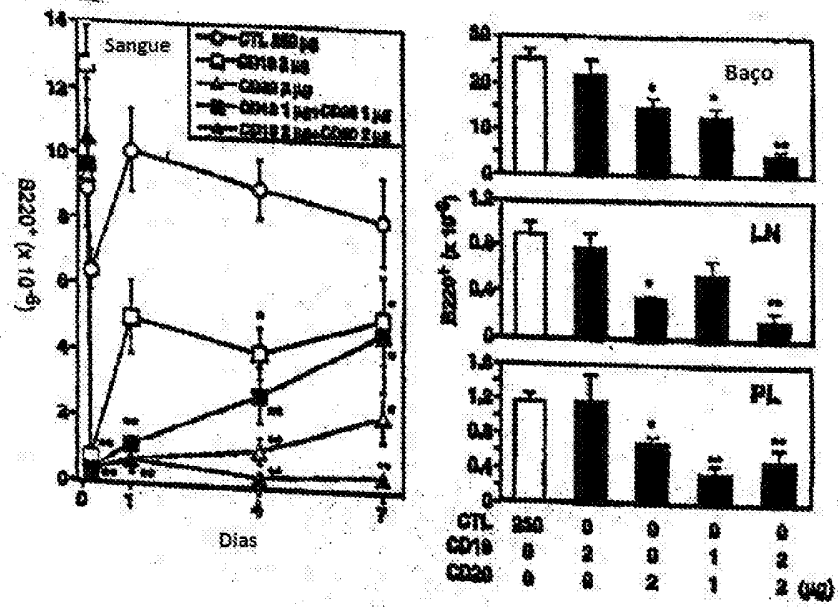 14
12
10
8
6
4
2
0
Sangue
CTL 250 µg
CD19 2 µg
CD20 2 µg
CD19 1 µg+CD20 1 µg
CD19 2 µg+CD20 2 µg
B220⁺ (x 10⁻⁶)
0 1 4
Dias
Baço
20
10
0
LN
1.2
0.8
0.4
0
PL
1.6
1.2
0.8
0.4
0
B220⁺ (x 10⁻⁶)
CTL 250 0 0 0 0
CD19 0 2 0 1 2
CD20 0 0 2 1 2 (µg)